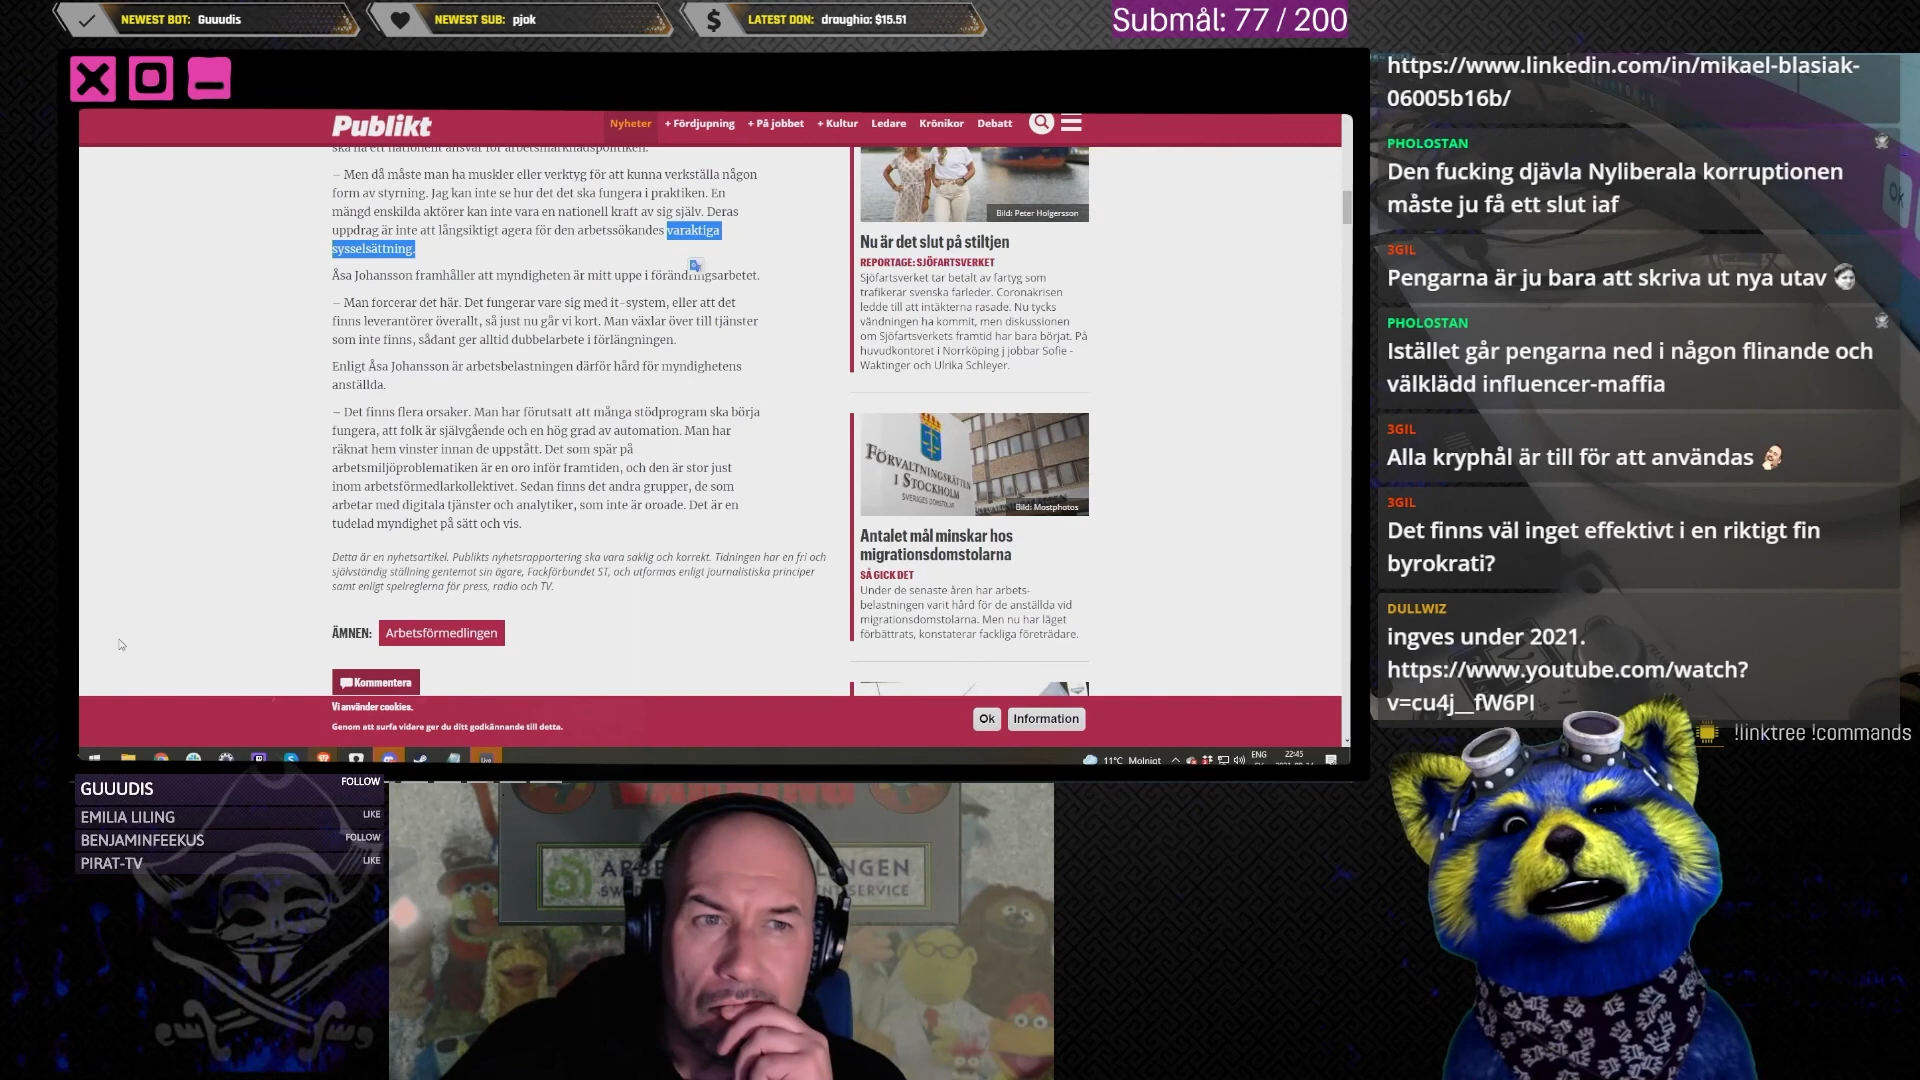 NEWEST BOT: Guuudis
NEWEST SUB: pjok
LATEST DON: draughio: $15.51
Submål: 77 / 200
Publikt
Nyheter + Fördjupning + På jobbet + Kultur Ledare Krönikor Debatt
ska ha ett nationellt ansvar för arbetsmarknadspolitiken.
– Men då måste man ha muskler eller verktyg för att kunna verkställa någon
form av styrning. Jag kan inte se hur det det ska fungera i praktiken. En
mängd enskilda aktörer kan inte vara en nationell kraft av sig själv. Deras
uppdrag är inte att långsiktigt agera för den arbetssökandes varaktiga
sysselsättning.
Åsa Johansson framhåller att myndigheten är mitt uppe i förändringsarbetet.
– Man forcerar det här. Det fungerar vare sig med it-system, eller att det
finns leverantörer överallt, så just nu går vi kort. Man växlar över till tjänster
som inte finns, sådant ger alltid dubbelarbete i förlängningen.
Enligt Åsa Johansson är arbetsbelastningen därför hård för myndighetens
anställda.
– Det finns flera orsaker. Man har förutsatt att många stödprogram ska börja
fungera, att folk är självgående och en hög grad av automation. Man har
räknat hem vinster innan de uppstått. Det som spär på
arbetsmiljöproblematiken är en oro inför framtiden, och den är stor just
inom arbetsförmedlarkollektivet. Sedan finns det andra grupper, de som
arbetar med digitala tjänster och analytiker, som inte är oroade. Det är en
tudelad myndighet på sätt och vis.
Detta är en nyhetsartikel. Publikts nyhetsrapportering ska vara saklig och korrekt. Tidningen har en fri och
självständig ställning gentemot sin ägare, Fackförbundet ST, och utformas enligt journalistiska principer
samt enligt spelreglerna för press, radio och TV.
ÄMNEN: Arbetsförmedlingen
Kommentera
Bild: Peter Holgersson
Nu är det slut på stiltjen
REPORTAGE: SJÖFARTSVERKET
Sjöfartsverket tar betalt av fartyg som
trafikerar svenska farleder. Coronakrisen
ledde till att intäkterna rasade. Nu tycks
vändningen ha kommit, men diskussionen
om Sjöfartsverkets framtid har bara börjat. På
huvudkontoret i Norrköping j jobbar Sofie -
Waktinger och Ulrika Schleyer.
FÖRVALTNINGSRÄTTEN
I STOCKHOLM
SVERIGES DOMSTOLAR
Bild: Mostphotos
Antalet mål minskar hos
migrationsdomstolarna
SÅ GICK DET
Under de senaste åren har arbets-
belastningen varit hård för de anställda vid
migrationsdomstolarna. Men nu har läget
förbättrats, konstaterar fackliga företrädare.
Vi använder cookies.
Genom att surfa vidare ger du ditt godkännande till detta.
Ok Information
11°C Molnigt ENG 22:45
https://www.linkedin.com/in/mikael-blasiak-
06005b16b/
PHOLOSTAN
Den fucking djävla Nyliberala korruptionen
måste ju få ett slut iaf
3GIL
Pengarna är ju bara att skriva ut nya utav
PHOLOSTAN
Istället går pengarna ned i någon flinande och
välklädd influencer-maffia
3GIL
Alla kryphål är till för att användas
3GIL
Det finns väl inget effektivt i en riktigt fin
byrokrati?
DULLWIZ
ingves under 2021.
https://www.youtube.com/watch?
v=cu4j__fW6PI
!linktree !commands
GUUUDIS FOLLOW
EMILIA LILING LIKE
BENJAMINFEEKUS FOLLOW
PIRAT-TV LIKE